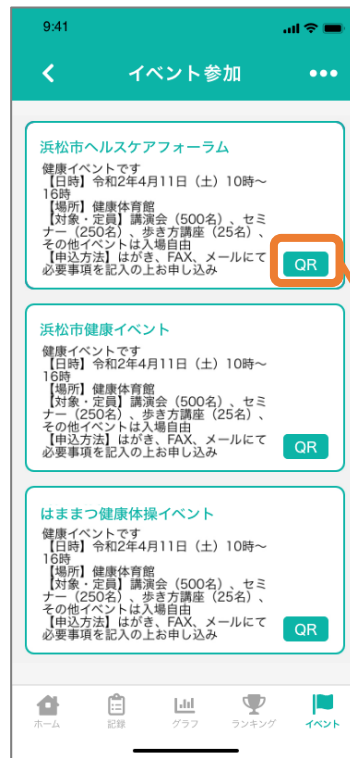 9:41
イベント参加
浜松市ヘルスケアフォーラム
健康イベントです
【日時】令和2年4月11日（土）10時～
16時
【場所】健康体育館
【対象・定員】講演会（500名）、セミ
ナー（250名）、歩き方講座（25名）、
その他イベントは入場自由
【申込方法】はがき、FAX、メールにて
必要事項を記入の上お申し込み
QR
浜松市健康イベント
健康イベントです
【日時】令和2年4月11日（土）10時～
16時
【場所】健康体育館
【対象・定員】講演会（500名）、セミ
ナー（250名）、歩き方講座（25名）、
その他イベントは入場自由
【申込方法】はがき、FAX、メールにて
必要事項を記入の上お申し込み
QR
はままつ健康体操イベント
健康イベントです
【日時】令和2年4月11日（土）10時～
16時
【場所】健康体育館
【対象・定員】講演会（500名）、セミ
ナー（250名）、歩き方講座（25名）、
その他イベントは入場自由
【申込方法】はがき、FAX、メールにて
必要事項を記入の上お申し込み
QR
ホーム 記録 グラフ ランキング イベント